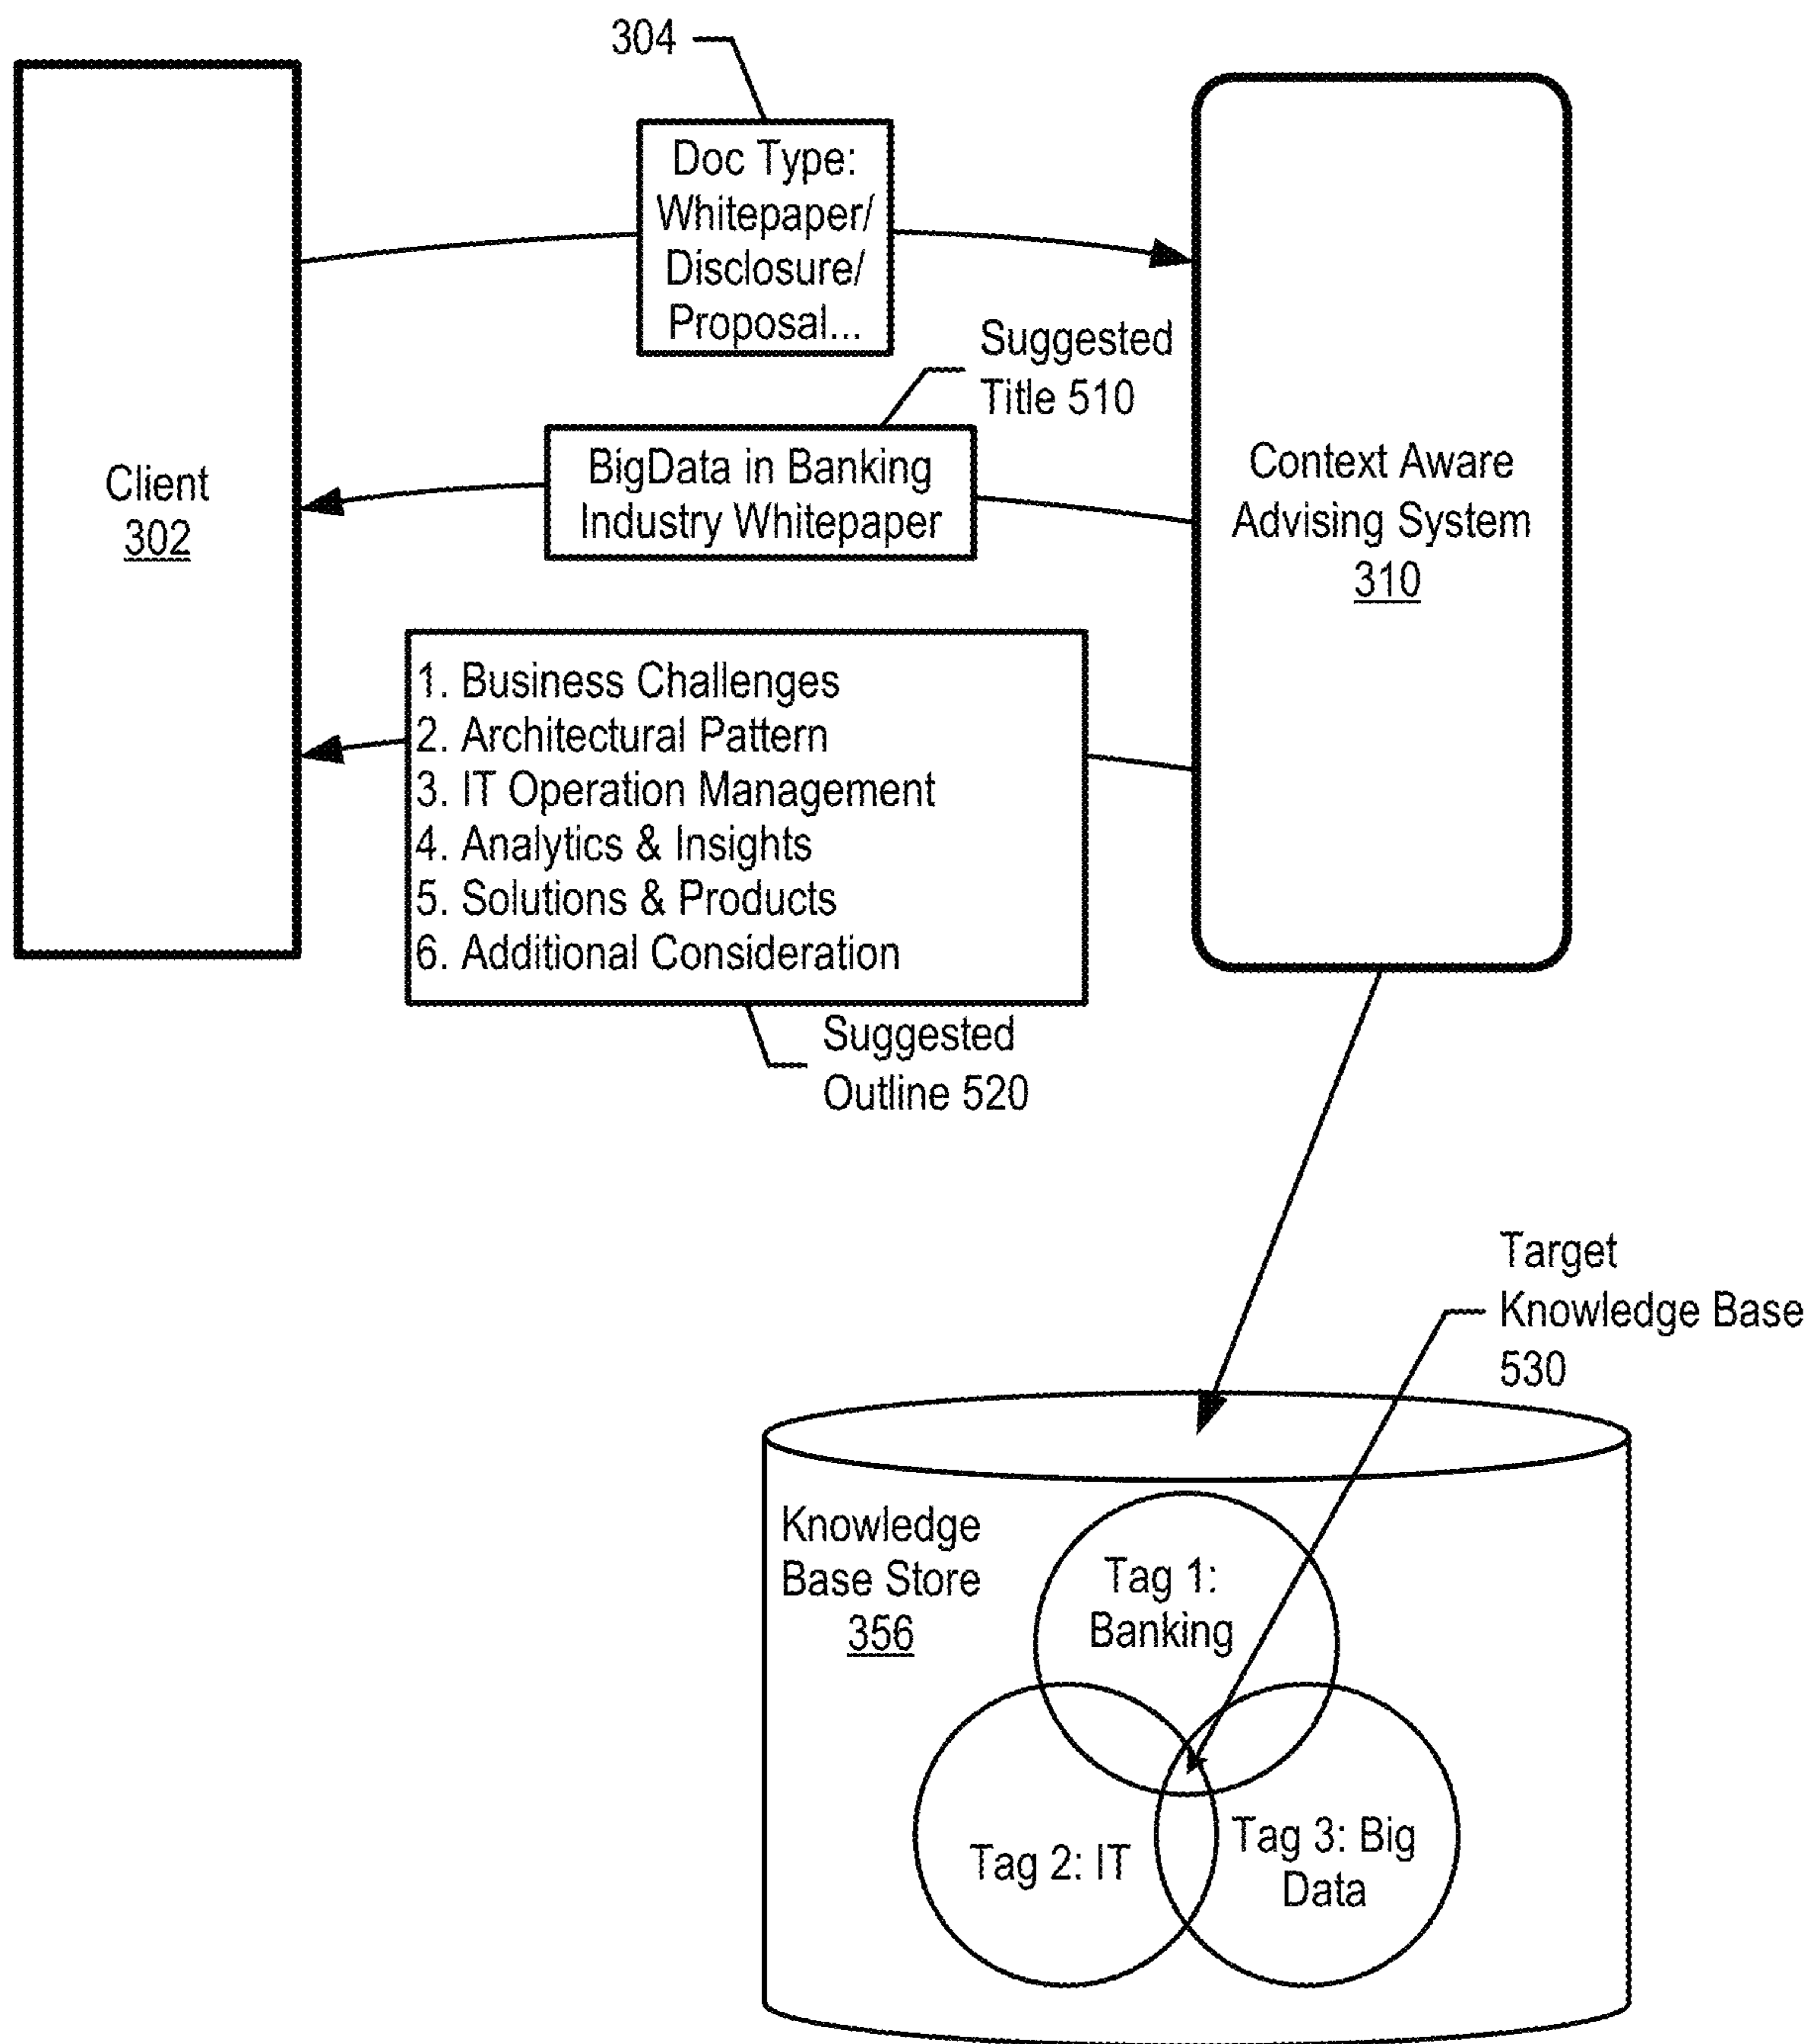 304
Doc Type:
Whitepaper/
Disclosure/
Proposal...
Suggested
Title 510
BigData in Banking
Industry Whitepaper
Client
302
Context Aware
Advising System
310
1. Business Challenges
2. Architectural Pattern
3. IT Operation Management
4. Analytics & Insights
5. Solutions & Products
6. Additional Consideration
Suggested
Outline 520
Target
Knowledge Base
530
Knowledge
Base Store
356
Tag 1:
Banking
Tag 2: IT
Tag 3: Big
Data